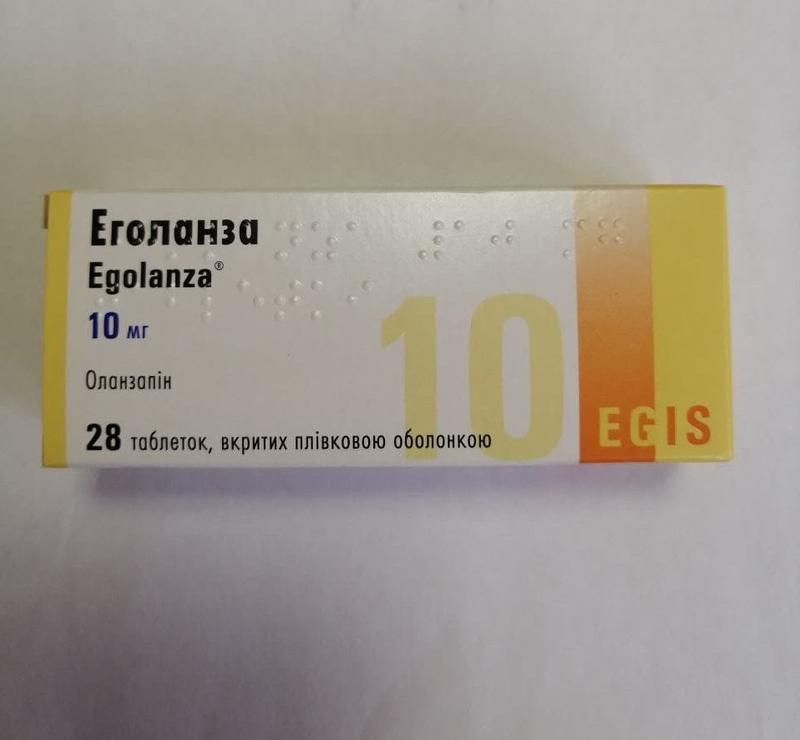 Еголанза
Egolanza®
10 мг
Оланзапін
28 таблеток, вкритих плівковою оболонкою
10
EGIS